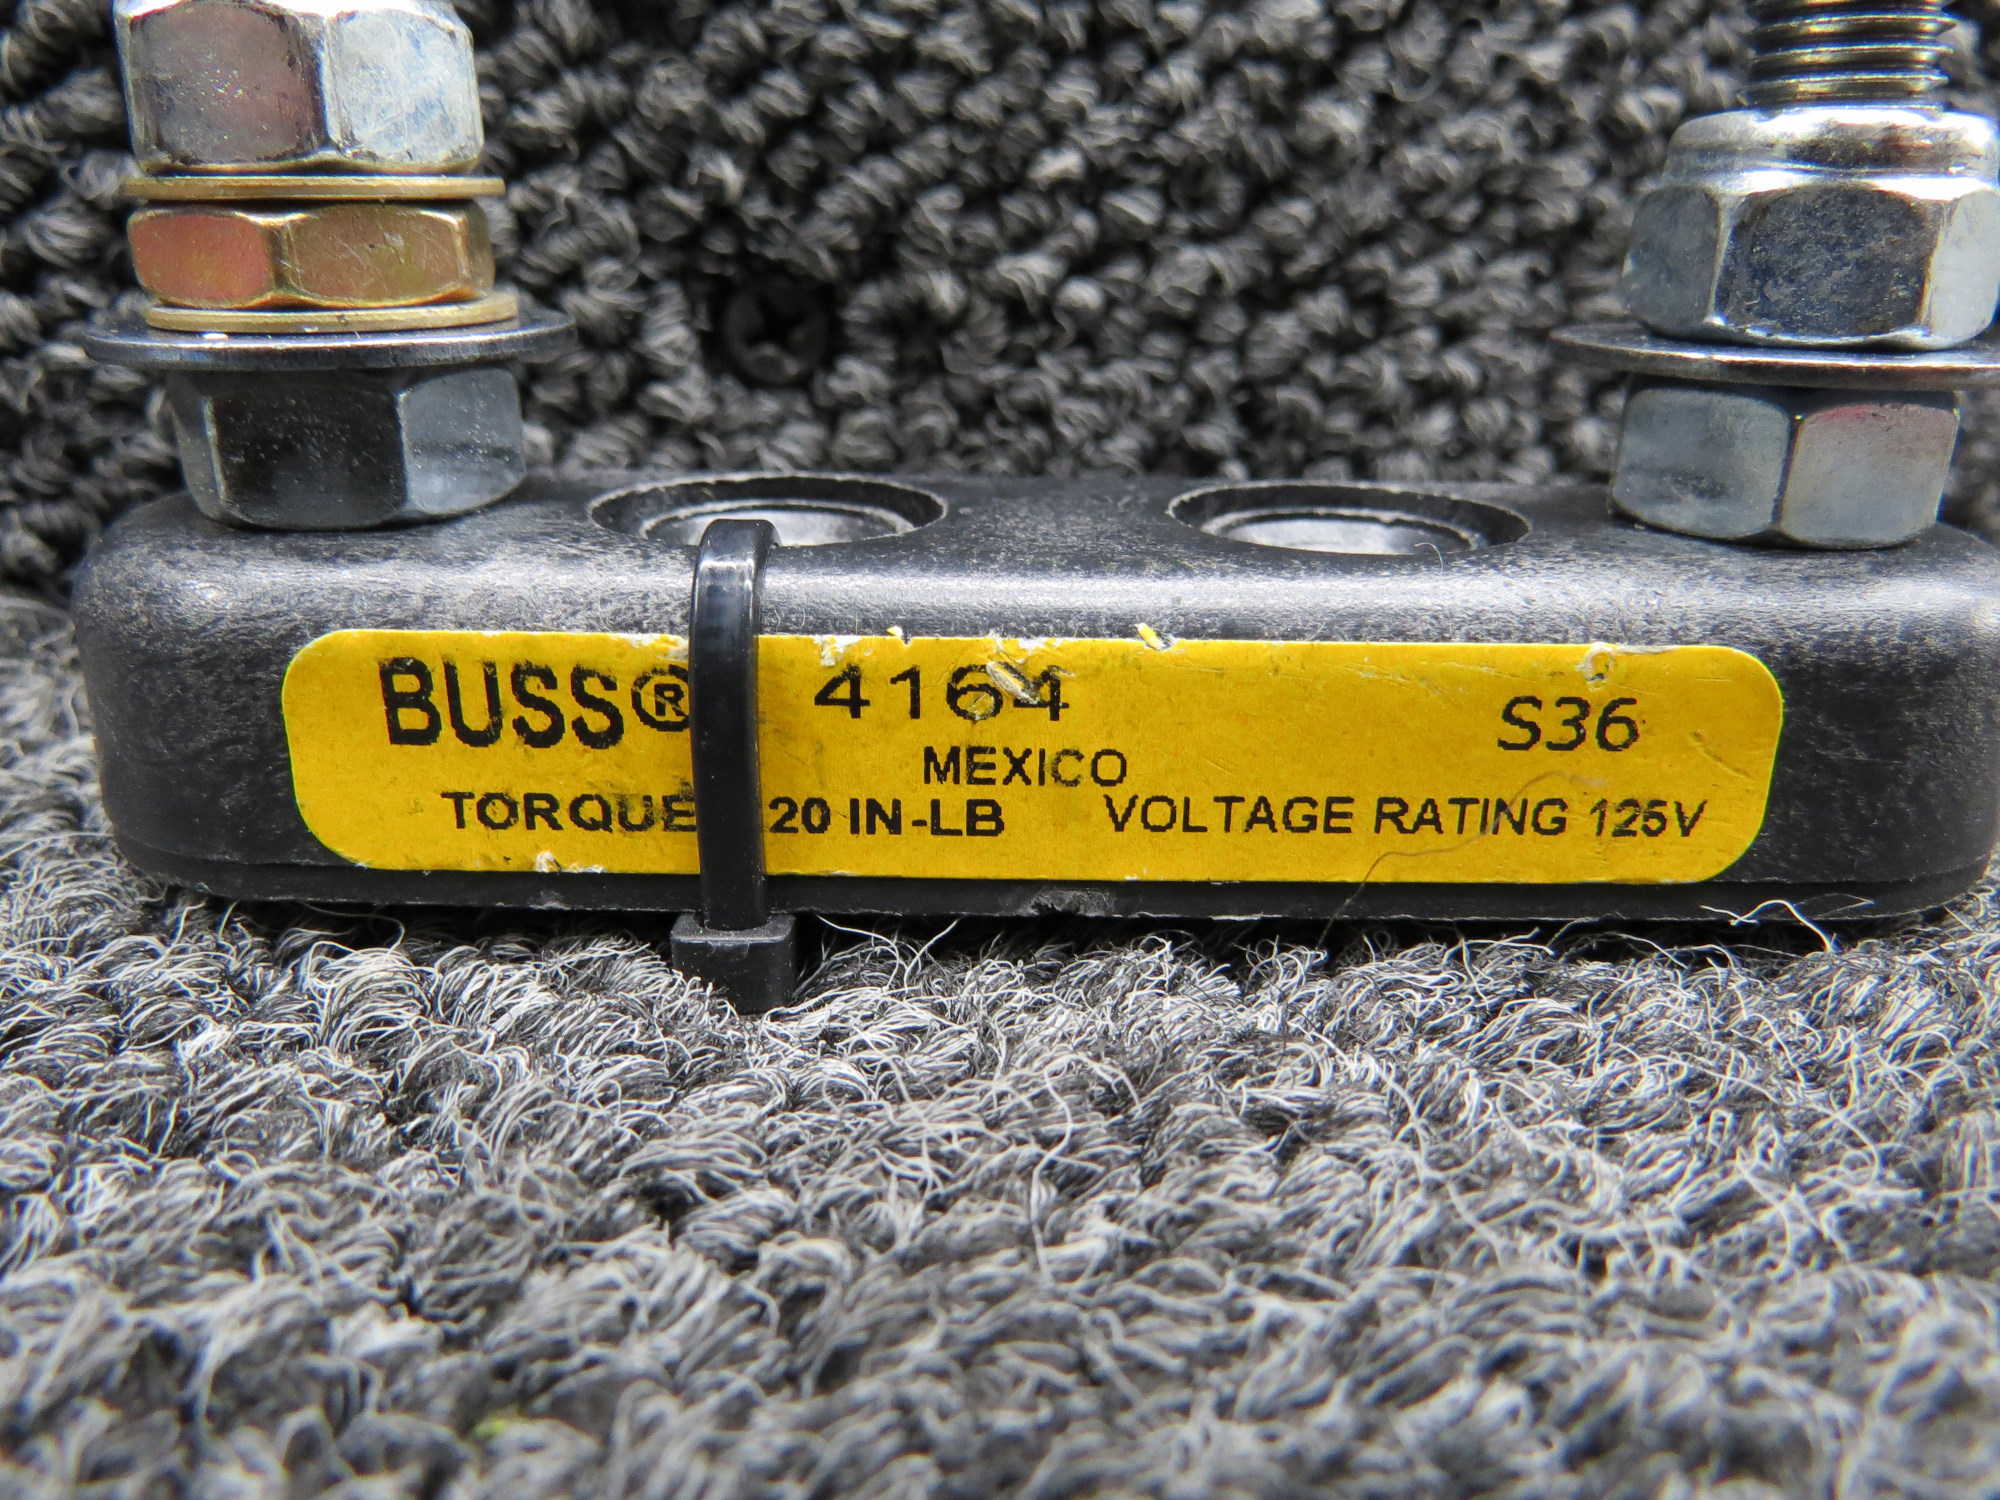 BUSS® 4164 S36
MEXICO
TORQUE 20 IN-LB VOLTAGE RATING 125V